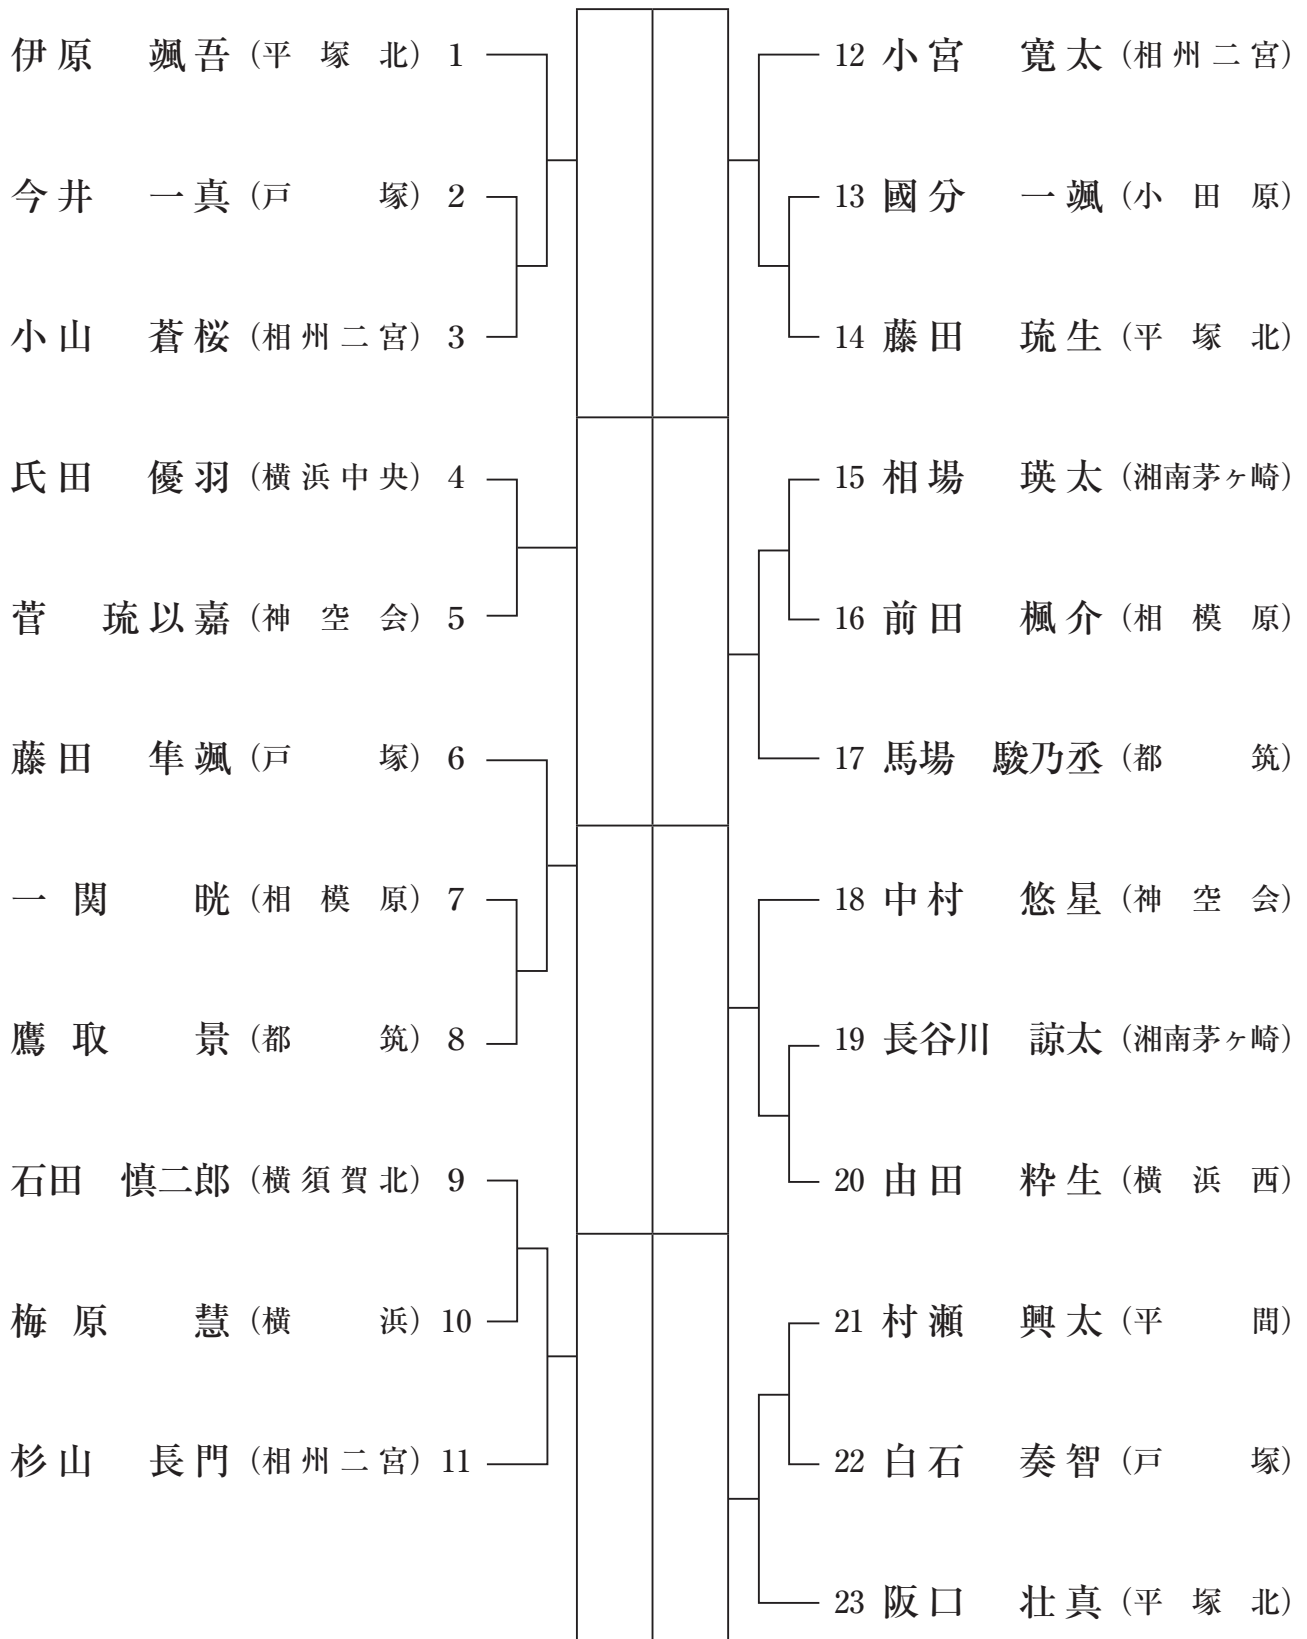 伊原 颯吾 (平塚北) 1
今井 一真 (戸塚) 2
小山 蒼桜 (相州二宮) 3
氏田 優羽 (横浜中央) 4
菅 琉以嘉 (神空会) 5
藤田 隼颯 (戸塚) 6
一関 晄 (相模原) 7
鷹取 景 (都筑) 8
石田 慎二郎 (横須賀北) 9
梅原 慧 (横浜) 10
杉山 長門 (相州二宮) 11
12 小宮 寛太 (相州二宮)
13 國分 一颯 (小田原)
14 藤田 琉生 (平塚北)
15 相場 瑛太 (湘南茅ヶ崎)
16 前田 楓介 (相模原)
17 馬場 駿乃丞 (都筑)
18 中村 悠星 (神空会)
19 長谷川 諒太 (湘南茅ヶ崎)
20 由田 粋生 (横浜西)
21 村瀬 興太 (平間)
22 白石 奏智 (戸塚)
23 阪口 壮真 (平塚北)